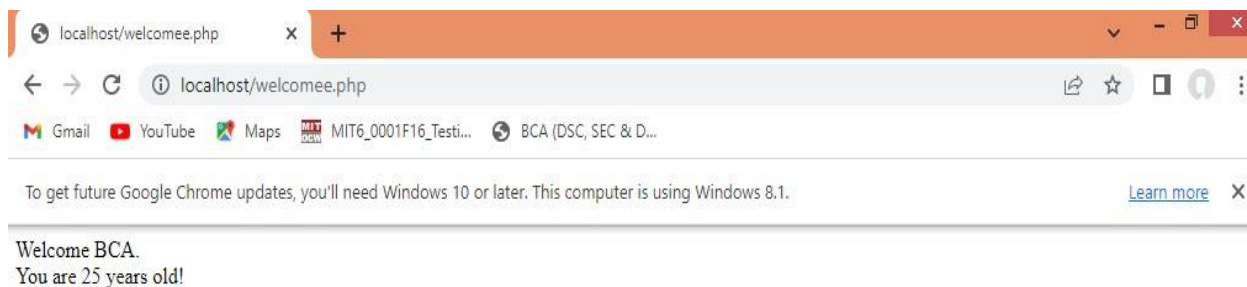 localhost/welcomee.php
localhost/welcomee.php
Gmail YouTube Maps MIT OCW MIT6_0001F16_Testi... BCA (DSC, SEC & D...
To get future Google Chrome updates, you'll need Windows 10 or later. This computer is using Windows 8.1. Learn more
Welcome BCA.
You are 25 years old!